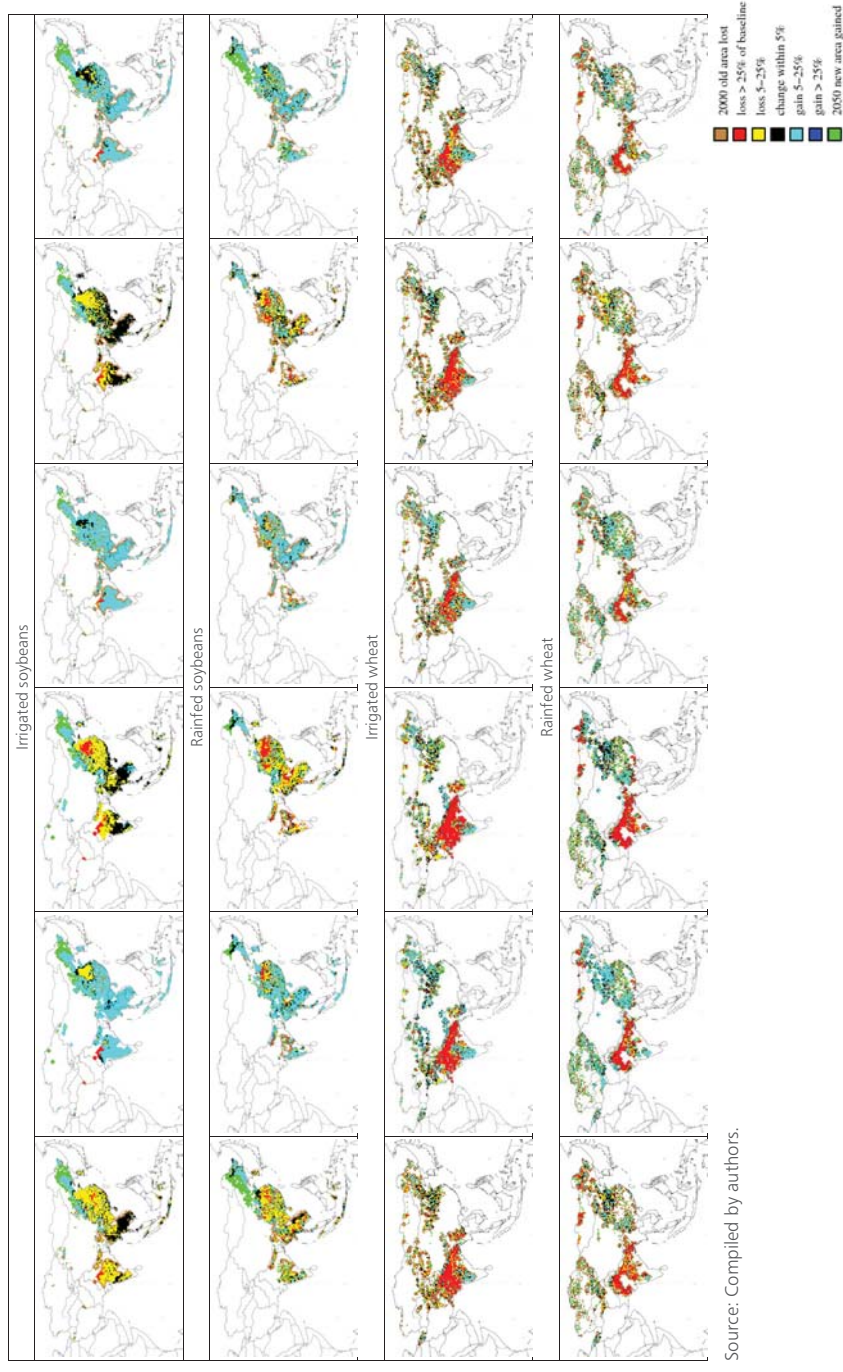 Irrigated soybeans
Rainfed soybeans
Irrigated wheat
Rainfed wheat
2000 old area lost
loss > 25% of baseline
loss 5–25%
change within 5%
gain 5–25%
gain > 25%
2050 new area gained
Source: Compiled by authors.